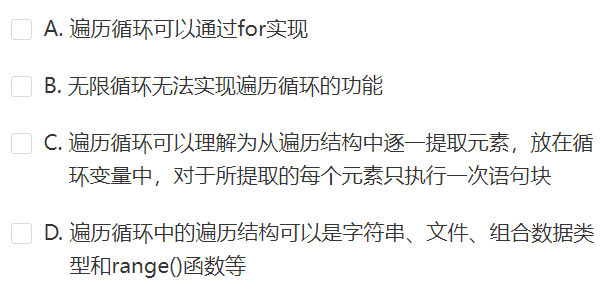 A. 遍历循环可以通过for实现
B. 无限循环无法实现遍历循环的功能
C. 遍历循环可以理解为从遍历结构中逐一提取元素，放在循
环变量中，对于所提取的每个元素只执行一次语句块
D. 遍历循环中的遍历结构可以是字符串、文件、组合数据类
型和range()函数等